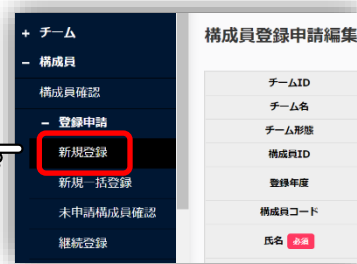 + チーム
− 構成員
構成員確認
− 登録申請
新規登録
新規一括登録
未申請構成員確認
継続登録
構成員登録申請編集
チームID
チーム名
チーム形態
構成員ID
登録年度
構成員コード
氏名 必須